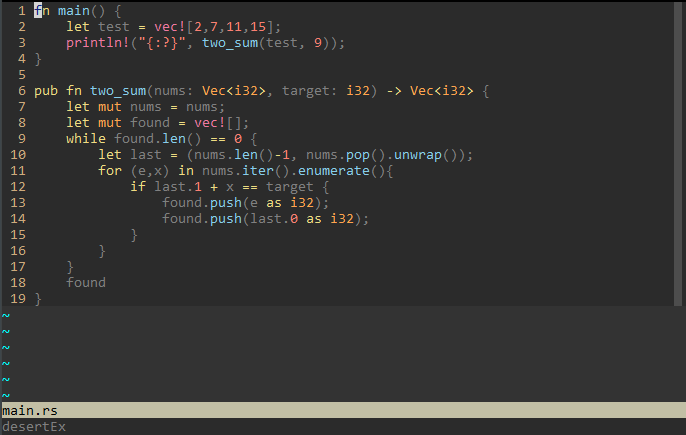 1 fn main() {
2     let test = vec![2,7,11,15];
3     println!("{:?}", two_sum(test, 9));
4 }
5
6 pub fn two_sum(nums: Vec<i32>, target: i32) -> Vec<i32> {
7     let mut nums = nums;
8     let mut found = vec![];
9     while found.len() == 0 {
10         let last = (nums.len()-1, nums.pop().unwrap());
11         for (e,x) in nums.iter().enumerate(){
12             if last.1 + x == target {
13                 found.push(e as i32);
14                 found.push(last.0 as i32);
15             }
16         }
17     }
18     found
19 }
~
~
~
~
~
~
main.rs
desertEx